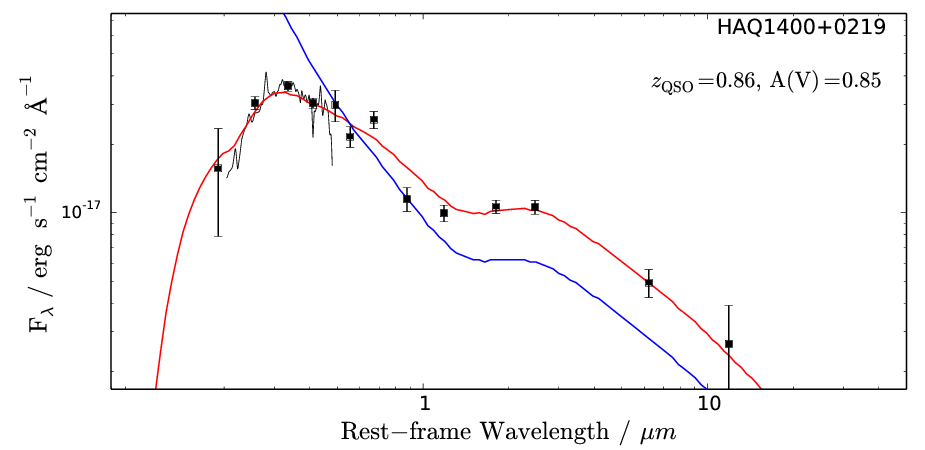 HAQ1400+0219
z_QSO=0.86, A(V)=0.85
F_λ / erg s^−1 cm^−2 Å^−1
10^-17
1 10
Rest−frame Wavelength / μm